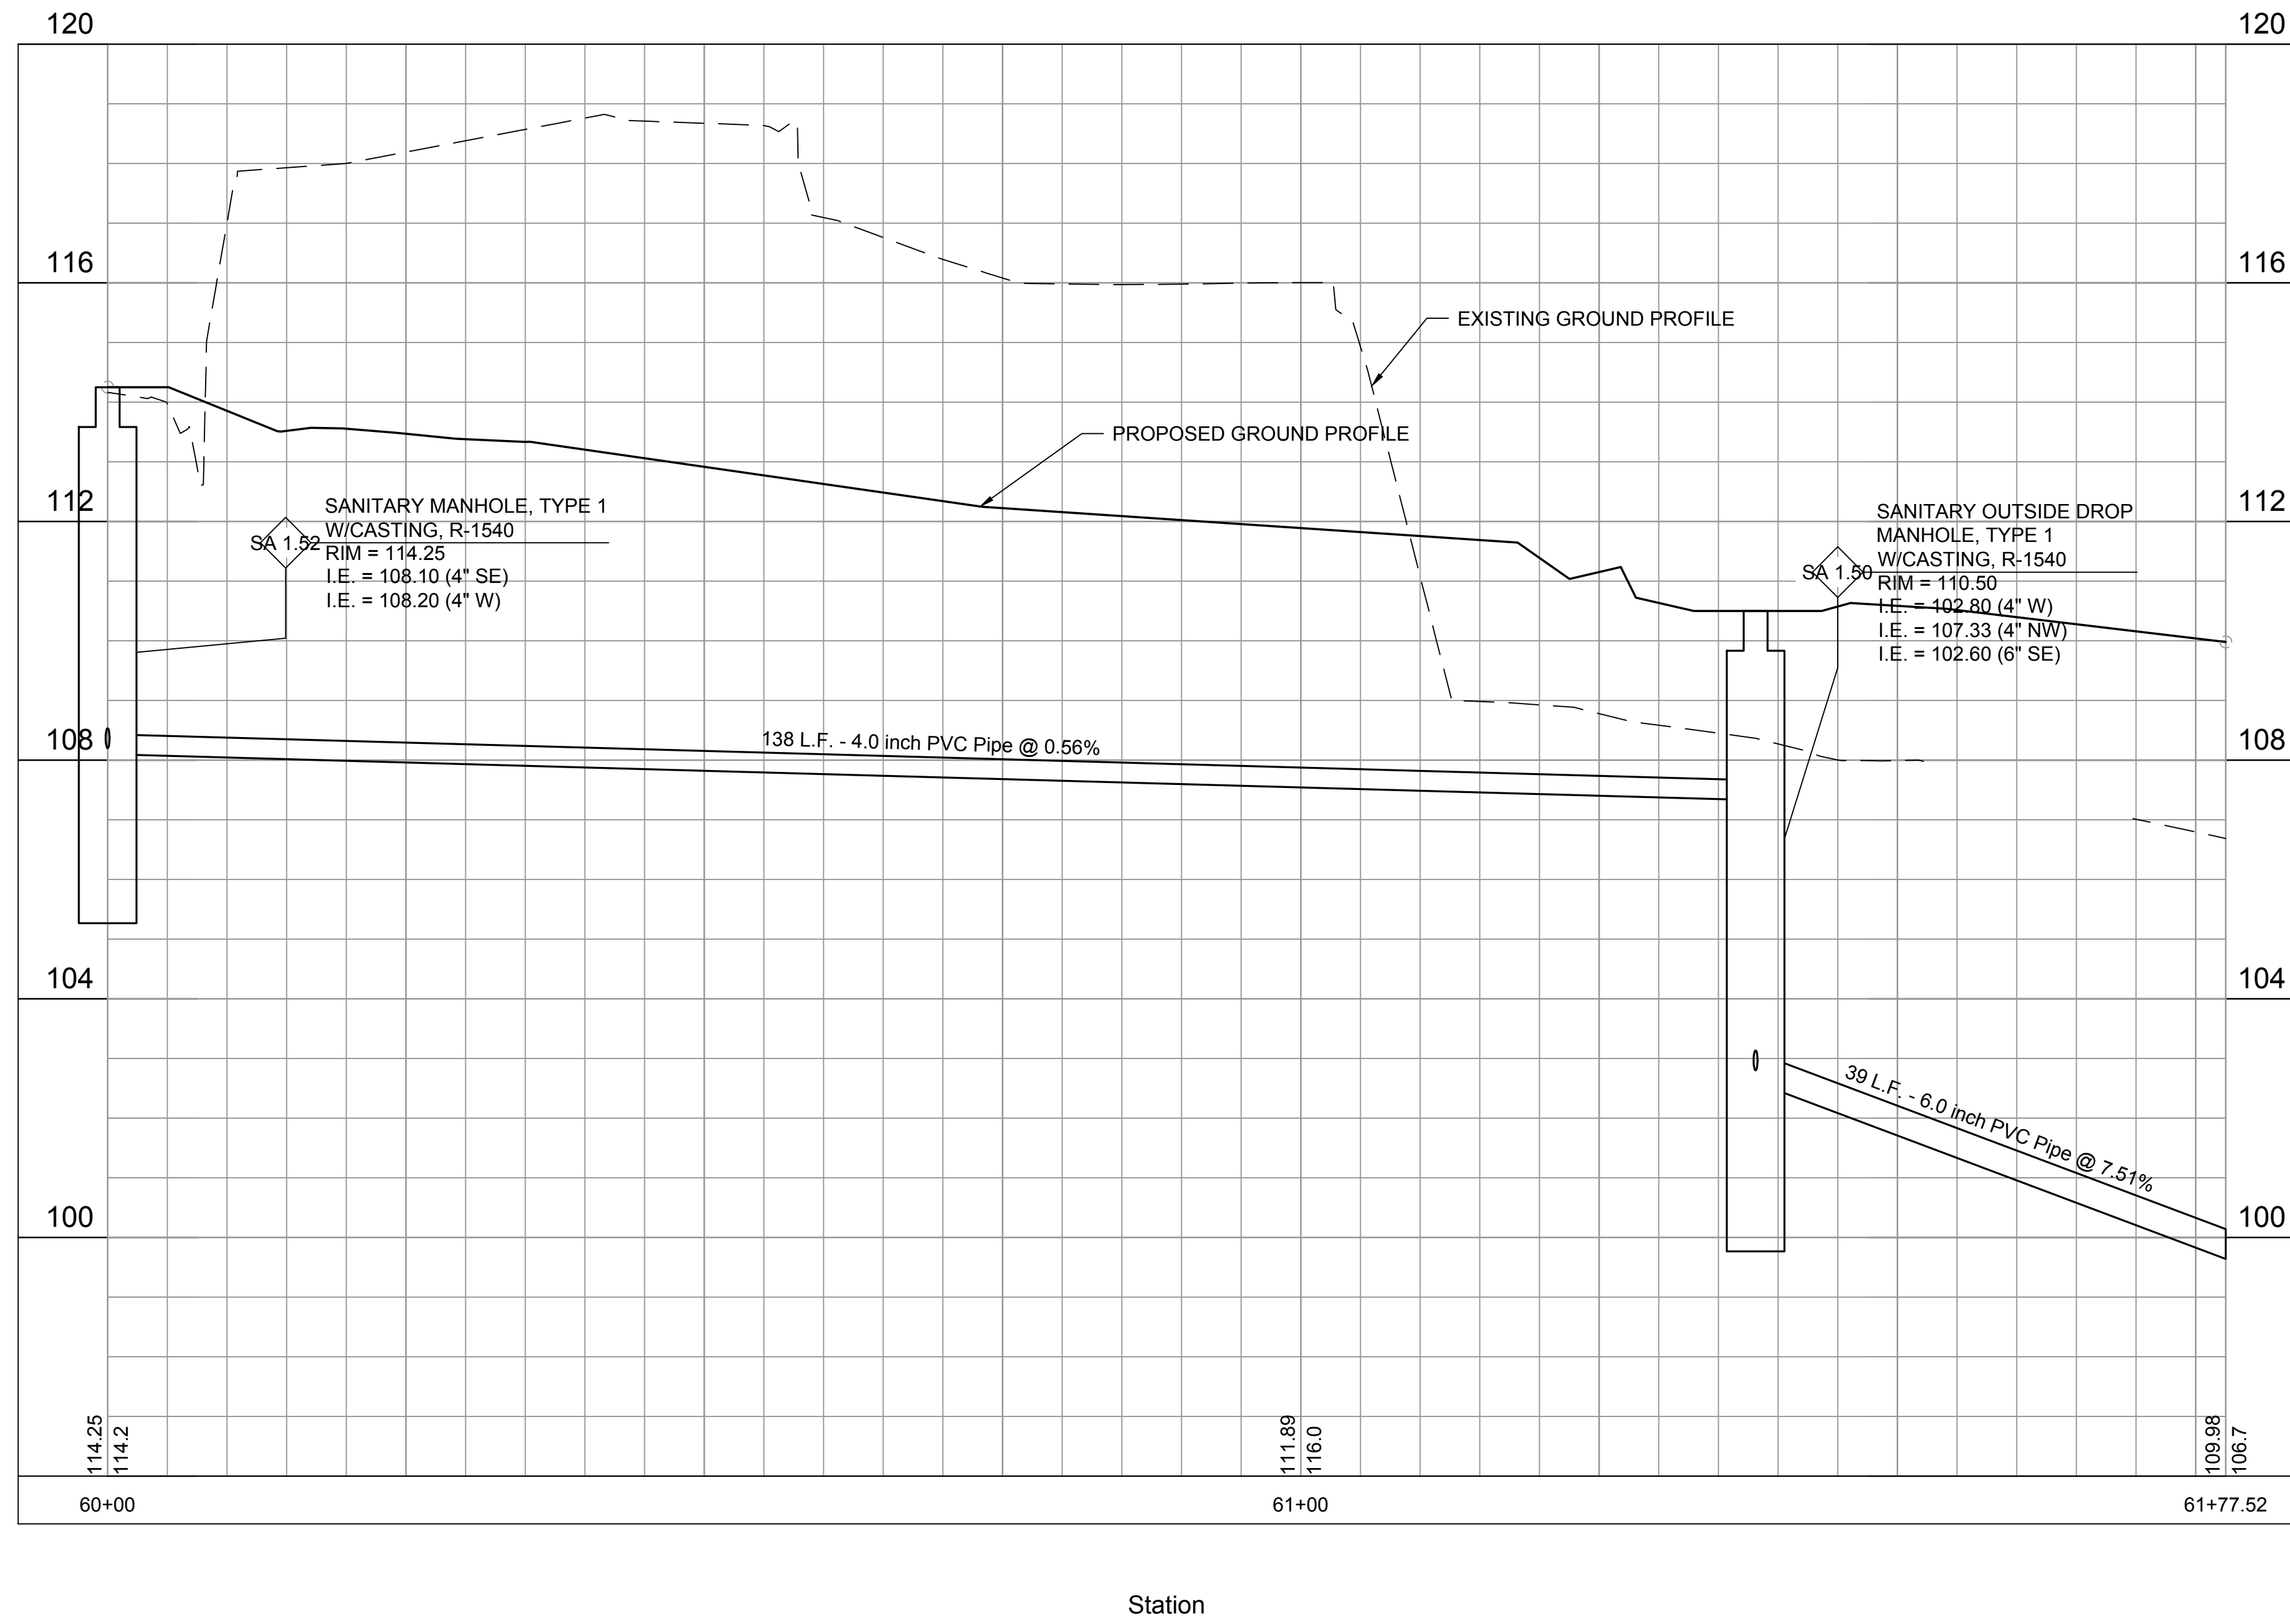 120
120
116
116
EXISTING GROUND PROFILE
PROPOSED GROUND PROFILE
112
112
SA 1.52
SANITARY MANHOLE, TYPE 1
W/CASTING, R-1540
RIM = 114.25
I.E. = 108.10 (4" SE)
I.E. = 108.20 (4" W)
SA 1.50
SANITARY OUTSIDE DROP
MANHOLE, TYPE 1
W/CASTING, R-1540
RIM = 110.50
I.E. = 102.80 (4" W)
I.E. = 107.33 (4" NW)
I.E. = 102.60 (6" SE)
108
108
138 L.F. - 4.0 inch PVC Pipe @ 0.56%
104
104
39 L.F. - 6.0 inch PVC Pipe @ 7.51%
100
100
114.25
114.2
111.89
116.0
109.98
106.7
60+00
61+00
61+77.52
Station